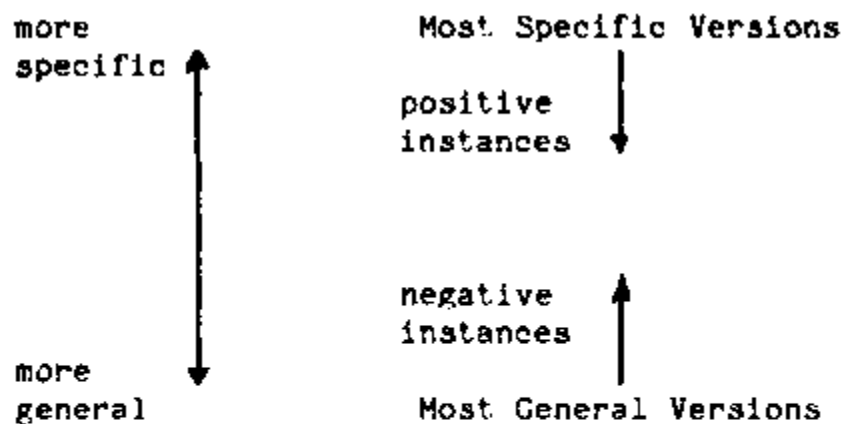 more
specific
Most Specific Versions
positive
instances
negative
instances
more
general
Most General Versions